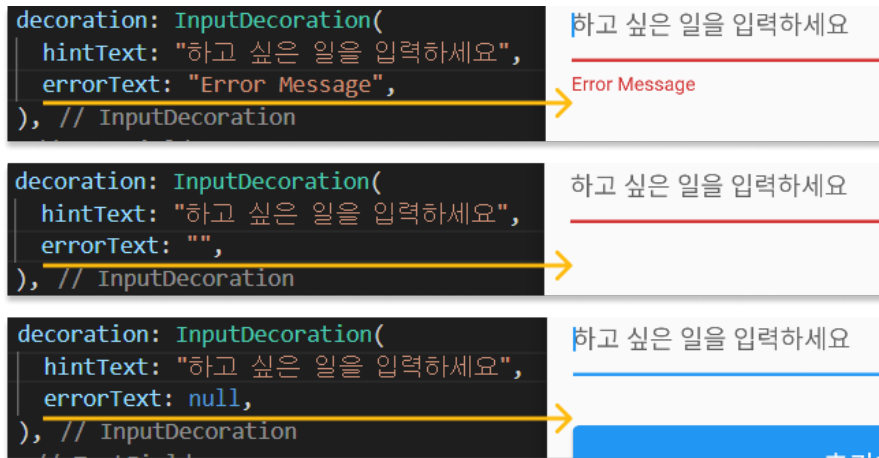 decoration: InputDecoration(
hintText: "하고 싶은 일을 입력하세요",
errorText: "Error Message",
), // InputDecoration
하고 싶은 일을 입력하세요
Error Message
decoration: InputDecoration(
hintText: "하고 싶은 일을 입력하세요",
errorText: "",
), // InputDecoration
하고 싶은 일을 입력하세요
decoration: InputDecoration(
hintText: "하고 싶은 일을 입력하세요",
errorText: null,
), // InputDecoration
하고 싶은 일을 입력하세요